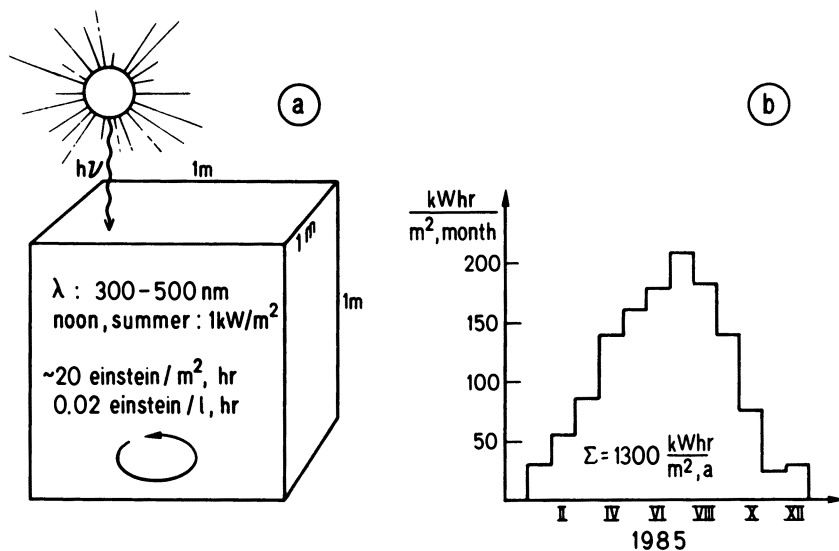 a
hν
1m
1m
1m
λ : 300-500 nm
noon, summer : 1kW/m²
~20 einstein/m², hr
0.02 einstein/l, hr
b
kWhr
m², month
200
150
100
50
Σ = 1300 kWhr
m², a
II IV VI VIII X XII
1985